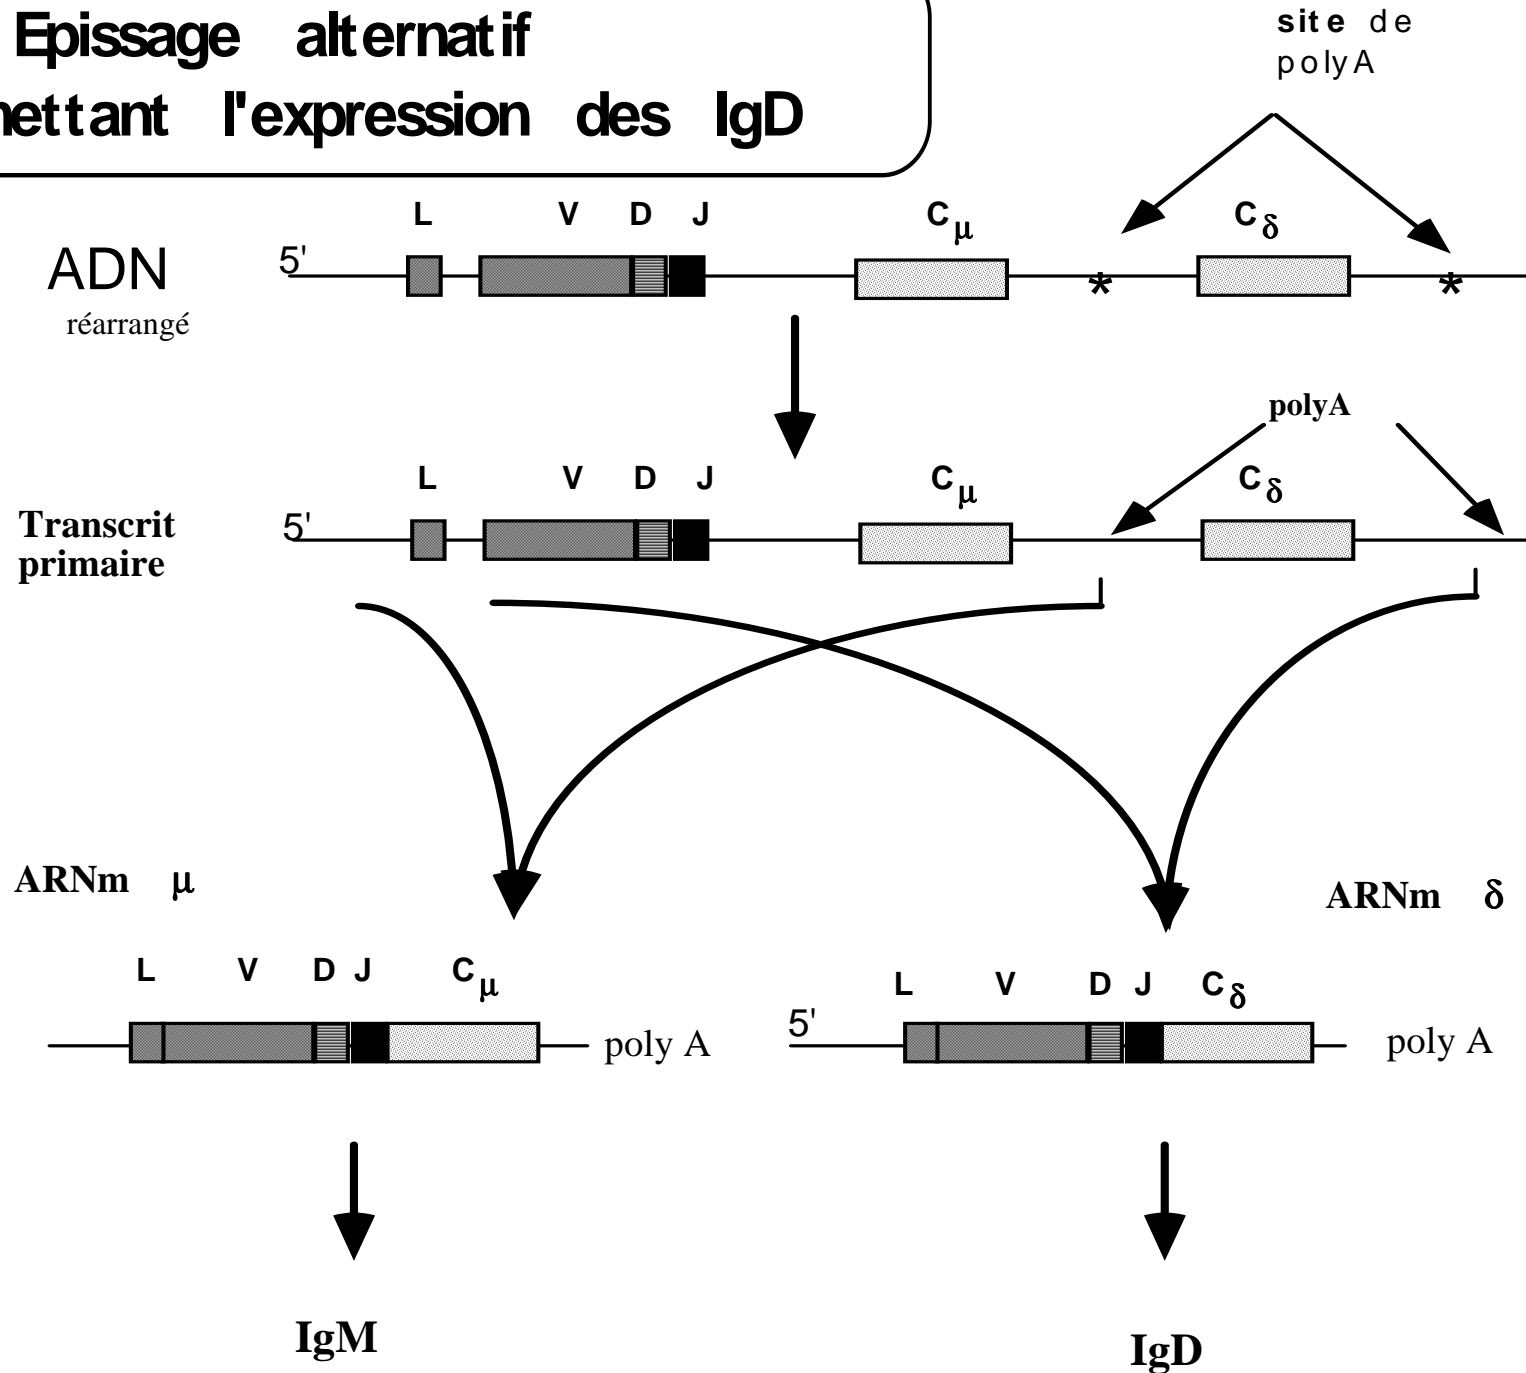 Epissage alternatif
mettant l'expression des IgD
site de
polyA
L V D J Cμ Cδ
ADN 5'
* *
réarrangé
polyA
L V D J Cμ Cδ
Transcrit 5'
primaire
ARNm μ
ARNm δ
L V D J Cμ
poly A
L V D J Cδ
5' poly A
IgM
IgD